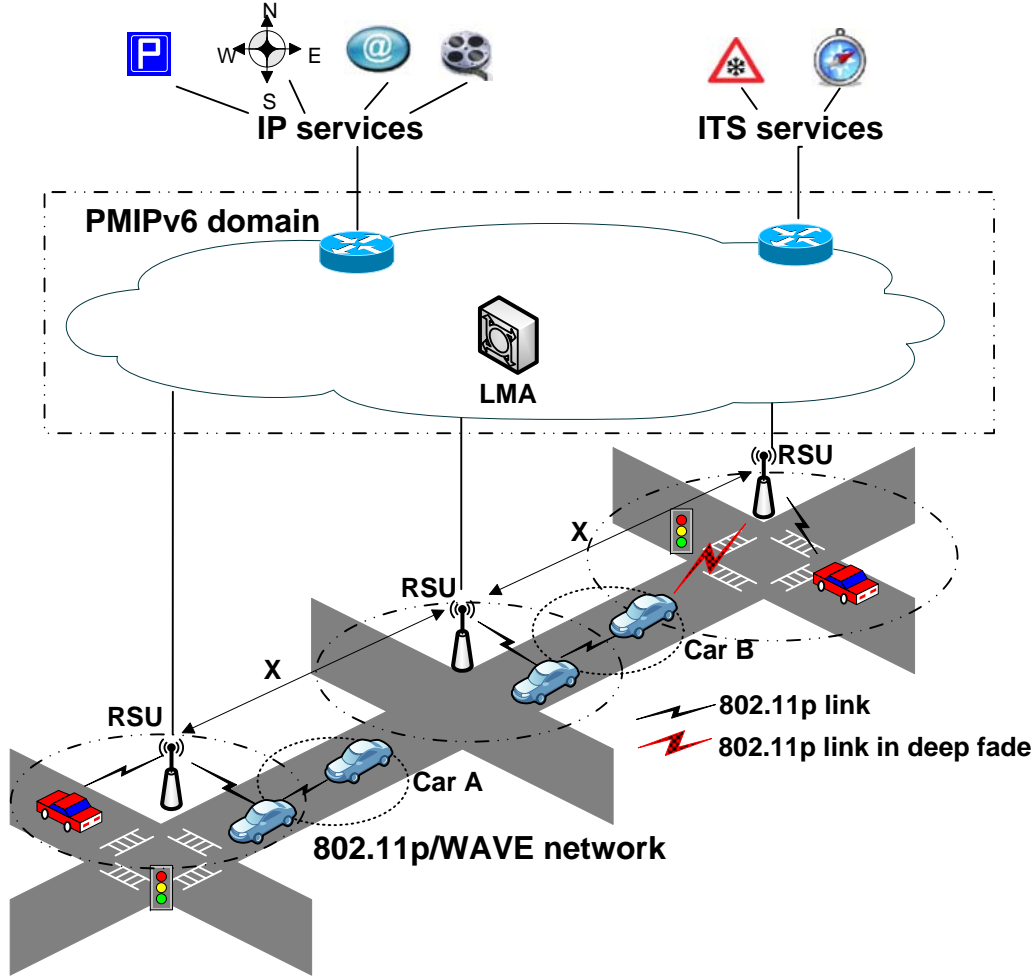 P
N
W
E
S
@
IP services
ITS services
PMIPv6 domain
LMA
RSU
X
RSU
Car B
X
802.11p link
RSU
802.11p link in deep fade
Car A
802.11p/WAVE network